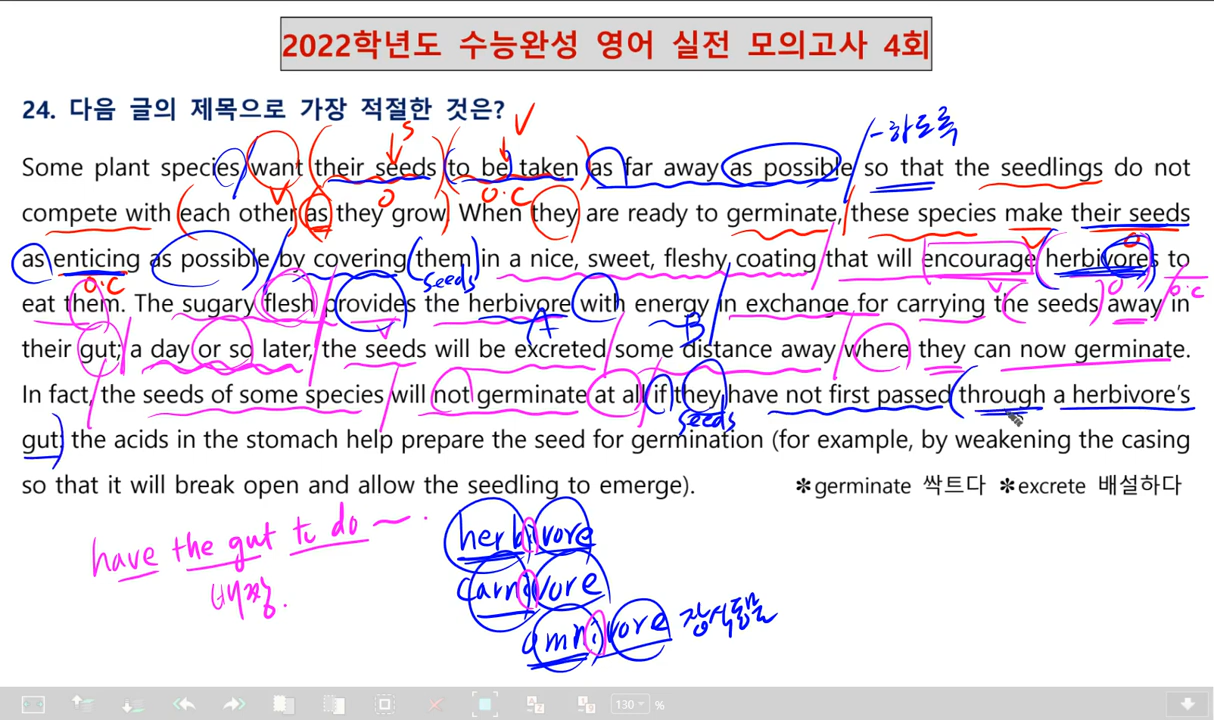 2022학년도 수능완성 영어 실전 모의고사 4회
24. 다음 글의 제목으로 가장 적절한 것은?
S
V
~하도록
Some plant species want their seeds to be taken as far away as possible so that the seedlings do not
V
O
O·C
compete with each other as they grow. When they are ready to germinate, these species make their seeds
V
O
as enticing as possible by covering them in a nice, sweet, fleshy coating that will encourage herbivores to
O·C
seeds
V
O
O·C
eat them. The sugary flesh provides the herbivore with energy in exchange for carrying the seeds away in
V
A
B
their gut; a day or so later, the seeds will be excreted some distance away where they can now germinate.
In fact, the seeds of some species will not germinate at all if they have not first passed through a herbivore's
seeds
gut; the acids in the stomach help prepare the seed for germination (for example, by weakening the casing
so that it will break open and allow the seedling to emerge).
✻germinate 싹트다 ✻excrete 배설하다
have the gut to do ~
배짱.
herbivore
carnivore
omnivore 잡식동물
130 %